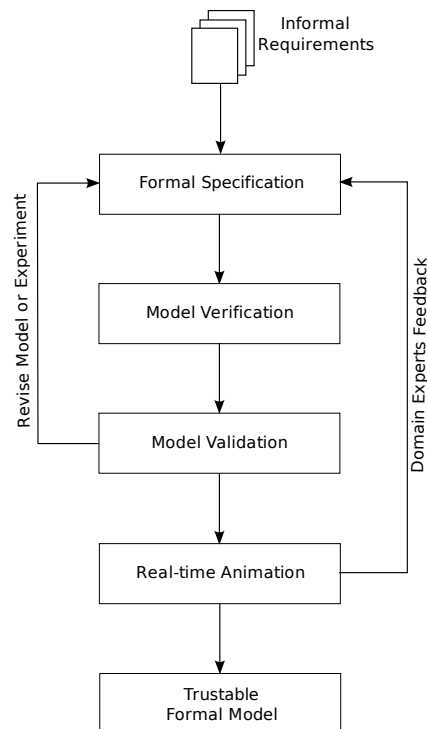 Informal
Requirements
Formal Specification
Revise Model or Experiment
Domain Experts Feedback
Model Verification
Model Validation
Real-time Animation
Trustable
Formal Model